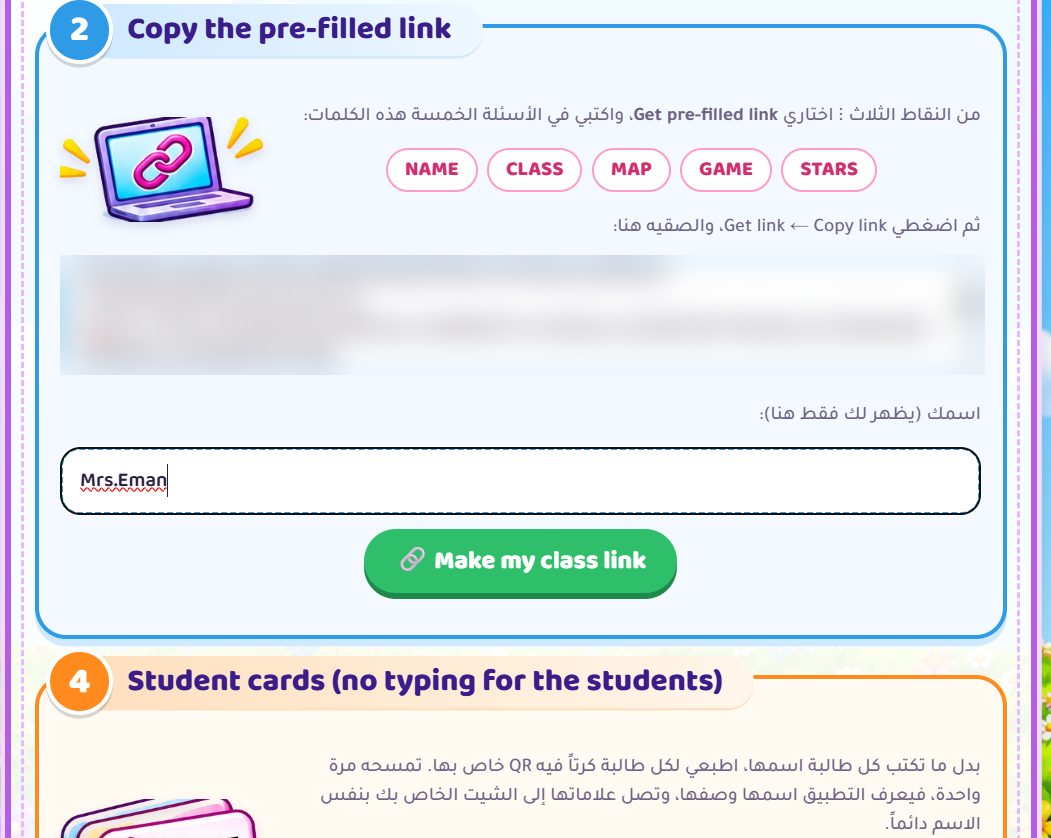 2
Copy the pre-filled link
من النقاط الثلاث ⋮ اختاري Get pre-filled link، واكتبي في الأسئلة الخمسة هذه الكلمات:
NAME CLASS MAP GAME STARS
ثم اضغطي Get link ← Copy link، والصقيه هنا:
اسمك (يظهر لك فقط هنا):
Mrs.Eman
🔗 Make my class link
4
Student cards (no typing for the students)
بدل ما تكتب كل طالبة اسمها، اطبعي لكل طالبة كرتاً فيه QR خاص بها. تمسحه مرة
واحدة، فيعرف التطبيق اسمها وصفها، وتصل علاماتها إلى الشيت الخاص بك بنفس
الاسم دائماً.